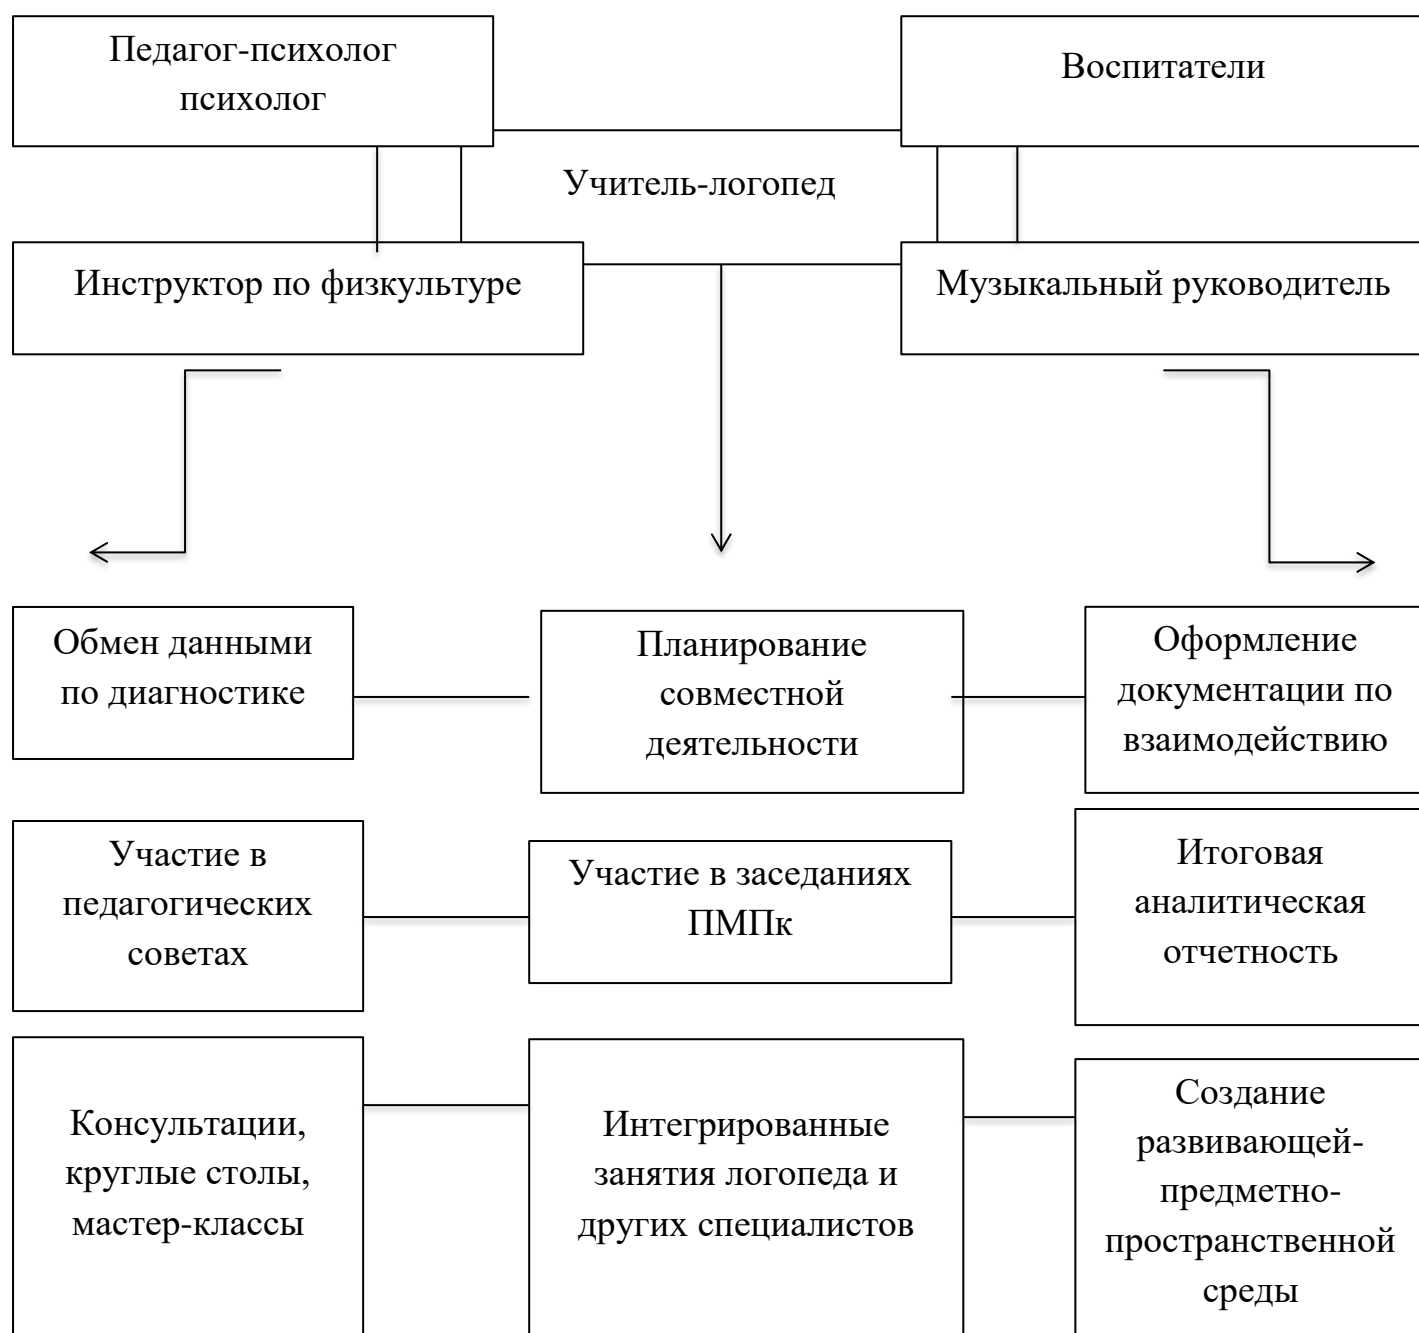 Педагог-психолог
психолог
Воспитатели
Учитель-логопед
Инструктор по физкультуре
Музыкальный руководитель
Обмен данными
по диагностике
Планирование
совместной
деятельности
Оформление
документации по
взаимодействию
Участие в
педагогических
советах
Участие в заседаниях
ПМПк
Итоговая
аналитическая
отчетность
Консультации,
круглые столы,
мастер-классы
Интегрированные
занятия логопеда и
других специалистов
Создание
развивающей-
предметно-
пространственной
среды